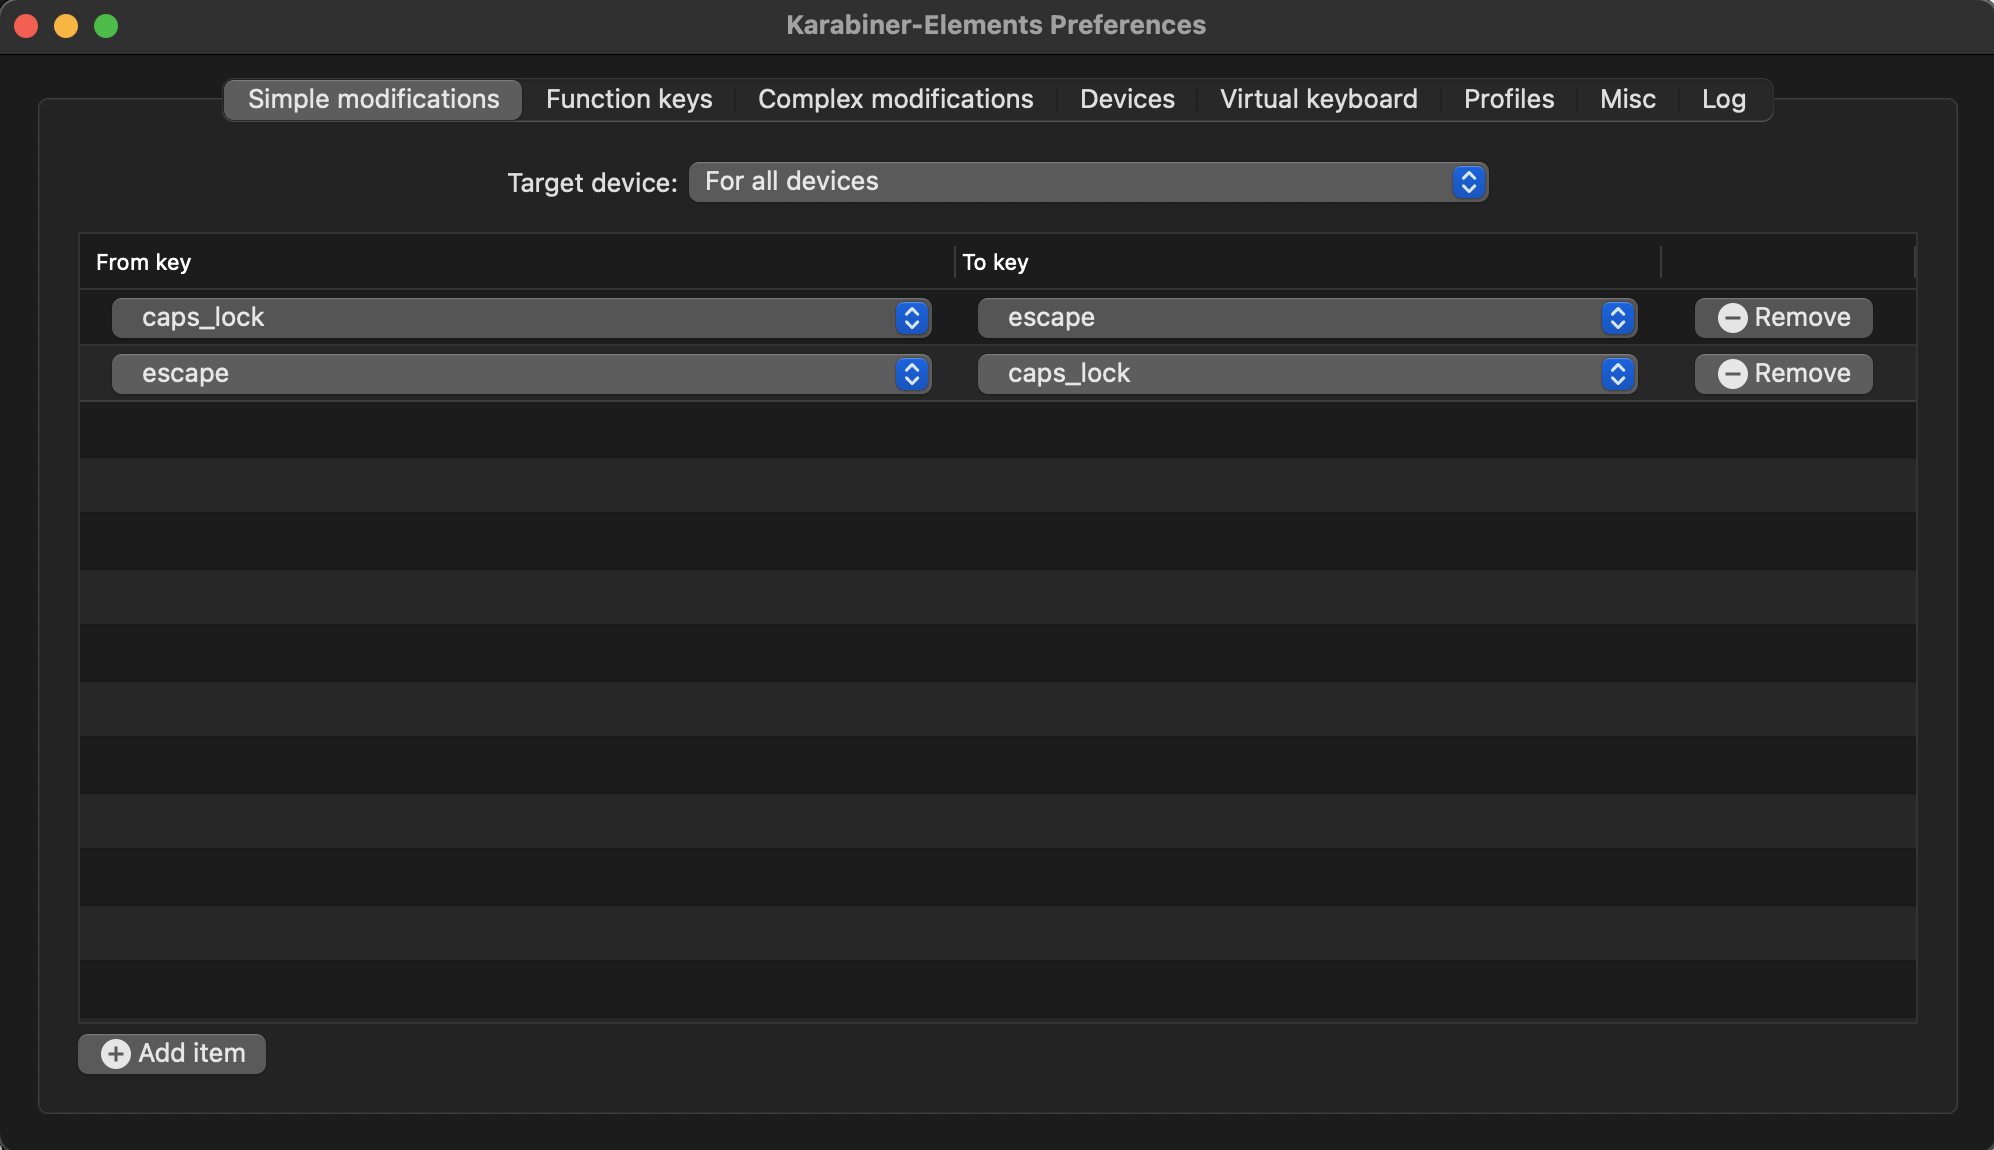 Karabiner-Elements Preferences
Simple modifications Function keys Complex modifications Devices Virtual keyboard Profiles Misc Log
Target device: For all devices
From key To key
caps_lock escape Remove
escape caps_lock Remove
Add item